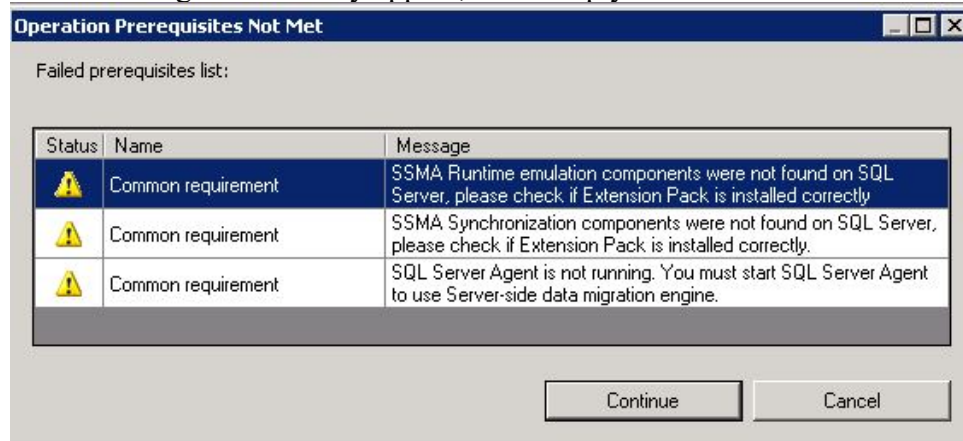 Operation Prerequisites Not Met
Failed prerequisites list:
Status Name Message
Common requirement
SSMA Runtime emulation components were not found on SQL
Server, please check if Extension Pack is installed correctly
Common requirement
SSMA Synchronization components were not found on SQL Server,
please check if Extension Pack is installed correctly.
Common requirement
SQL Server Agent is not running. You must start SQL Server Agent
to use Server-side data migration engine.
Continue Cancel